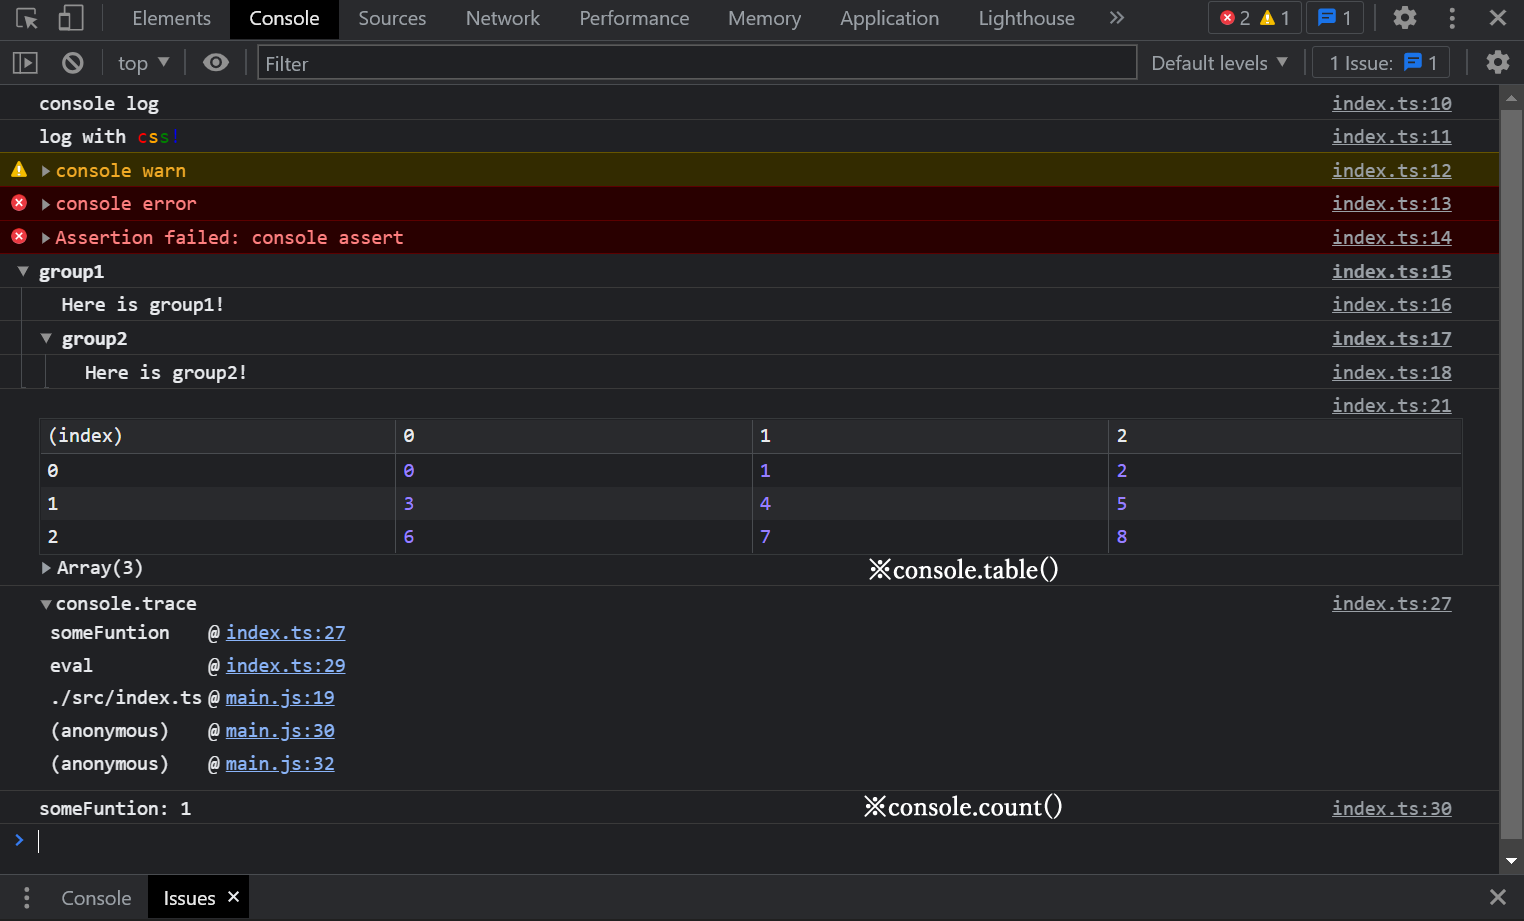 Elements Console Sources Network Performance Memory Application Lighthouse » 2 1 1
top Filter Default levels 1 Issue: 1
console log index.ts:10
log with css! index.ts:11
console warn index.ts:12
console error index.ts:13
Assertion failed: console assert index.ts:14
group1 index.ts:15
Here is group1! index.ts:16
group2 index.ts:17
Here is group2! index.ts:18
index.ts:21
(index) 0 1 2
0 0 1 2
1 3 4 5
2 6 7 8
Array(3) ※console.table()
console.trace index.ts:27
someFuntion @ index.ts:27
eval @ index.ts:29
./src/index.ts @ main.js:19
(anonymous) @ main.js:30
(anonymous) @ main.js:32
someFuntion: 1 ※console.count() index.ts:30
>
Console Issues